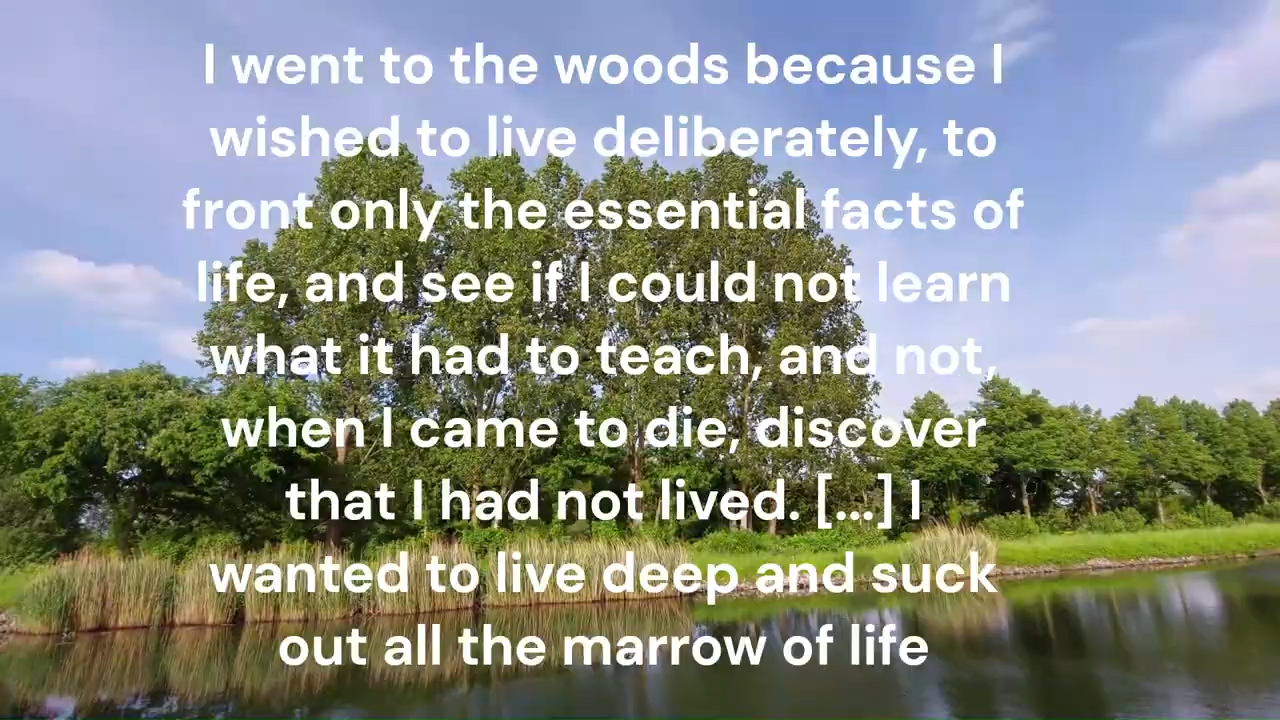 I went to the woods because I
wished to live deliberately, to
front only the essential facts of
life, and see if I could not learn
what it had to teach, and not,
when I came to die, discover
that I had not lived. [...] I
wanted to live deep and suck
out all the marrow of life